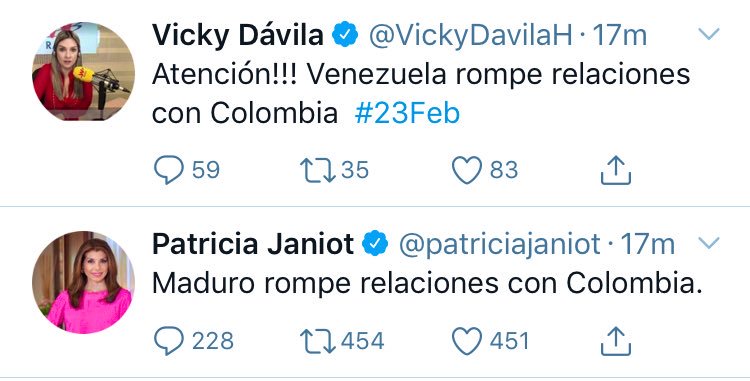 Vicky Dávila @VickyDavilaH · 17m
Atención!!! Venezuela rompe relaciones
con Colombia #23Feb
59 35 83
Patricia Janiot @patriciajaniot · 17m
Maduro rompe relaciones con Colombia.
228 454 451